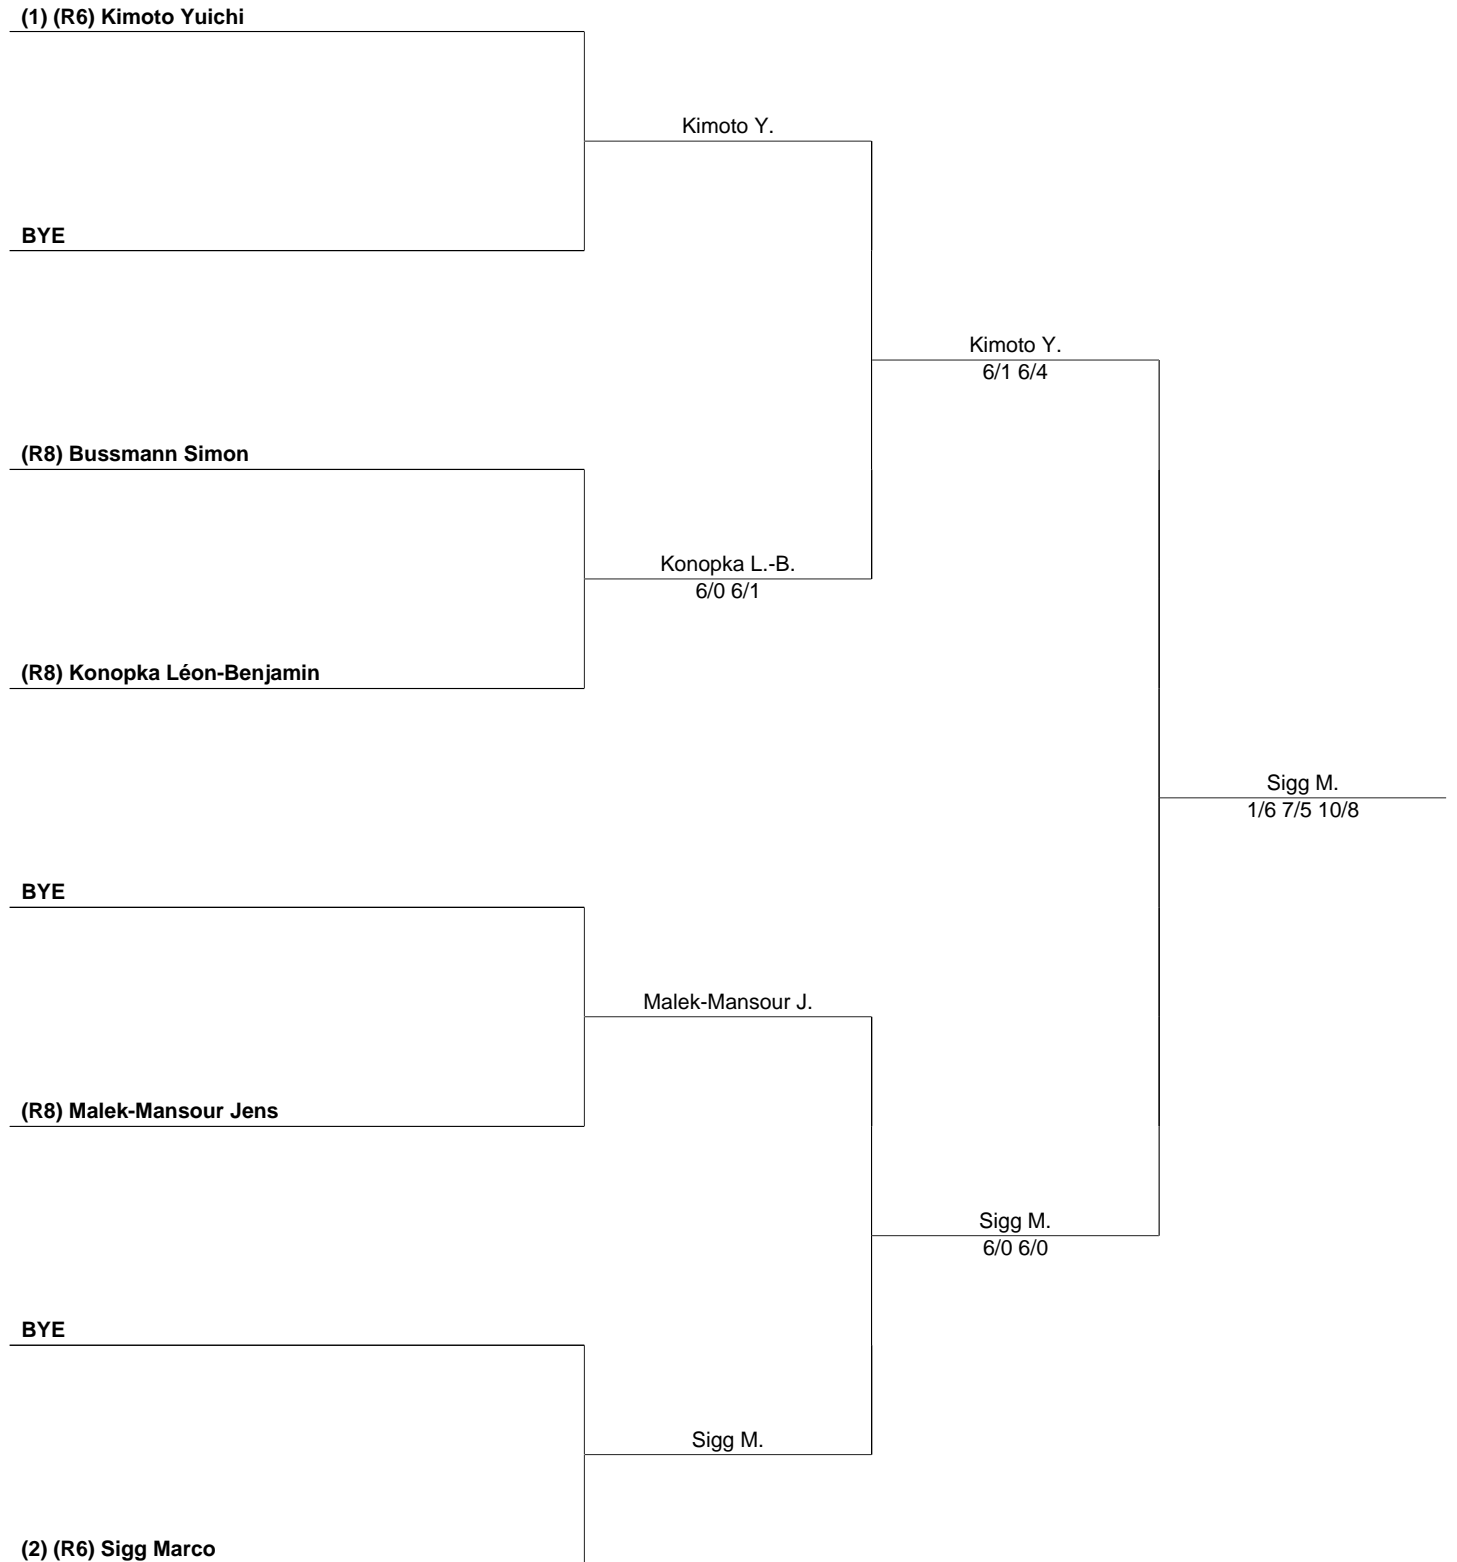 (1) (R6) Kimoto Yuichi
Kimoto Y.
BYE
Kimoto Y.
6/1 6/4
(R8) Bussmann Simon
Konopka L.-B.
6/0 6/1
(R8) Konopka Léon-Benjamin
Sigg M.
1/6 7/5 10/8
BYE
Malek-Mansour J.
(R8) Malek-Mansour Jens
Sigg M.
6/0 6/0
BYE
Sigg M.
(2) (R6) Sigg Marco